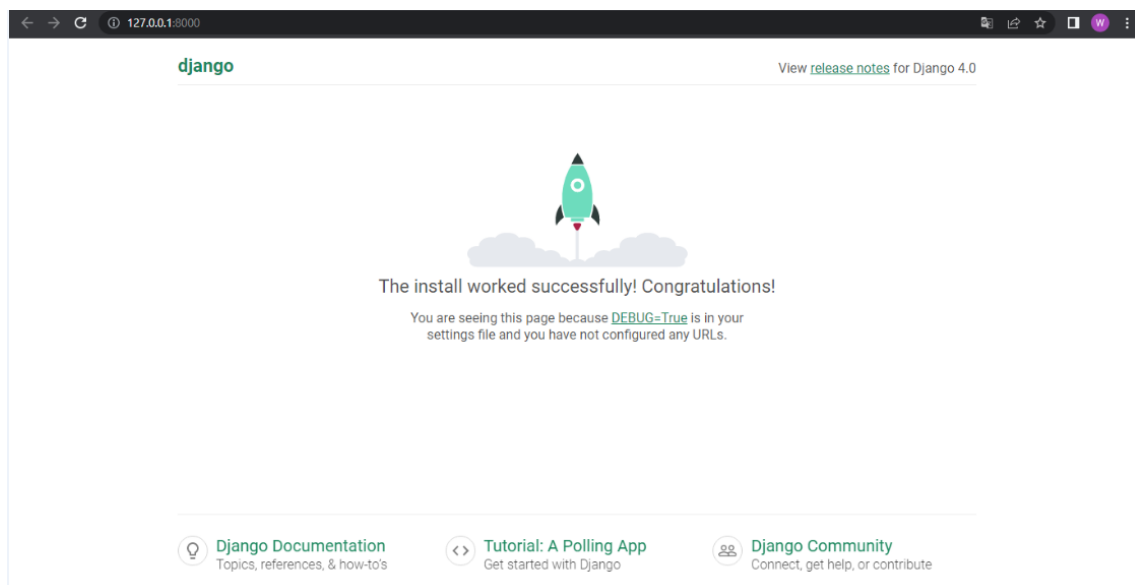 127.0.0.1:8000
W
django
View release notes for Django 4.0
The install worked successfully! Congratulations!
You are seeing this page because DEBUG=True is in your
settings file and you have not configured any URLs.
Django Documentation
Topics, references, & how-to's
Tutorial: A Polling App
Get started with Django
Django Community
Connect, get help, or contribute